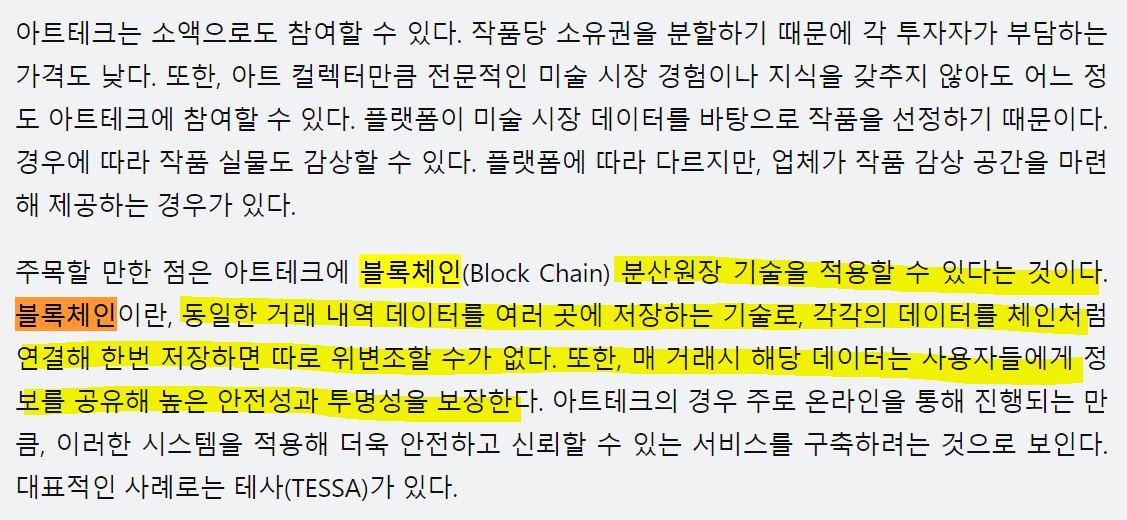 아트테크는 소액으로도 참여할 수 있다. 작품당 소유권을 분할하기 때문에 각 투자자가 부담하는
가격도 낮다. 또한, 아트 컬렉터만큼 전문적인 미술 시장 경험이나 지식을 갖추지 않아도 어느 정
도 아트테크에 참여할 수 있다. 플랫폼이 미술 시장 데이터를 바탕으로 작품을 선정하기 때문이다.
경우에 따라 작품 실물도 감상할 수 있다. 플랫폼에 따라 다르지만, 업체가 작품 감상 공간을 마련
해 제공하는 경우가 있다.
주목할 만한 점은 아트테크에 블록체인(Block Chain) 분산원장 기술을 적용할 수 있다는 것이다.
블록체인이란, 동일한 거래 내역 데이터를 여러 곳에 저장하는 기술로, 각각의 데이터를 체인처럼
연결해 한번 저장하면 따로 위변조할 수가 없다. 또한, 매 거래시 해당 데이터는 사용자들에게 정
보를 공유해 높은 안전성과 투명성을 보장한다. 아트테크의 경우 주로 온라인을 통해 진행되는 만
큼, 이러한 시스템을 적용해 더욱 안전하고 신뢰할 수 있는 서비스를 구축하려는 것으로 보인다.
대표적인 사례로는 테사(TESSA)가 있다.